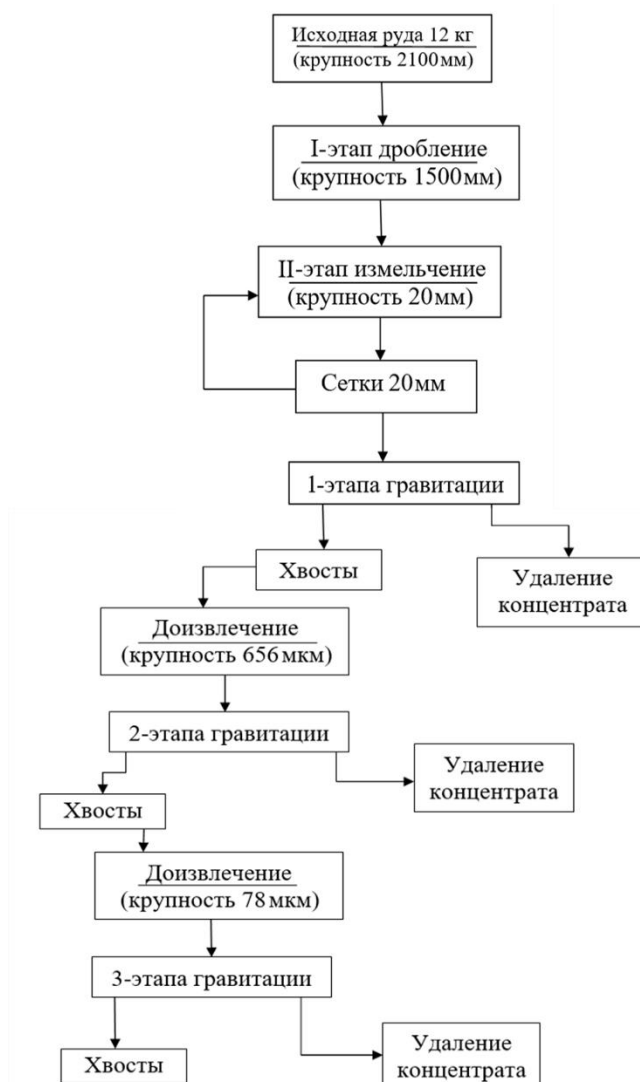 Исходная руда 12 кг
(крупность 2100мм)
I-этап дробление
(крупность 1500мм)
II-этап измельчение
(крупность 20мм)
Сетки 20мм
1-этапа гравитации
Хвосты
Удаление
концентрата
Доизвлечение
(крупность 656мкм)
2-этапа гравитации
Удаление
концентрата
Хвосты
Доизвлечение
(крупность 78мкм)
3-этапа гравитации
Хвосты
Удаление
концентрата